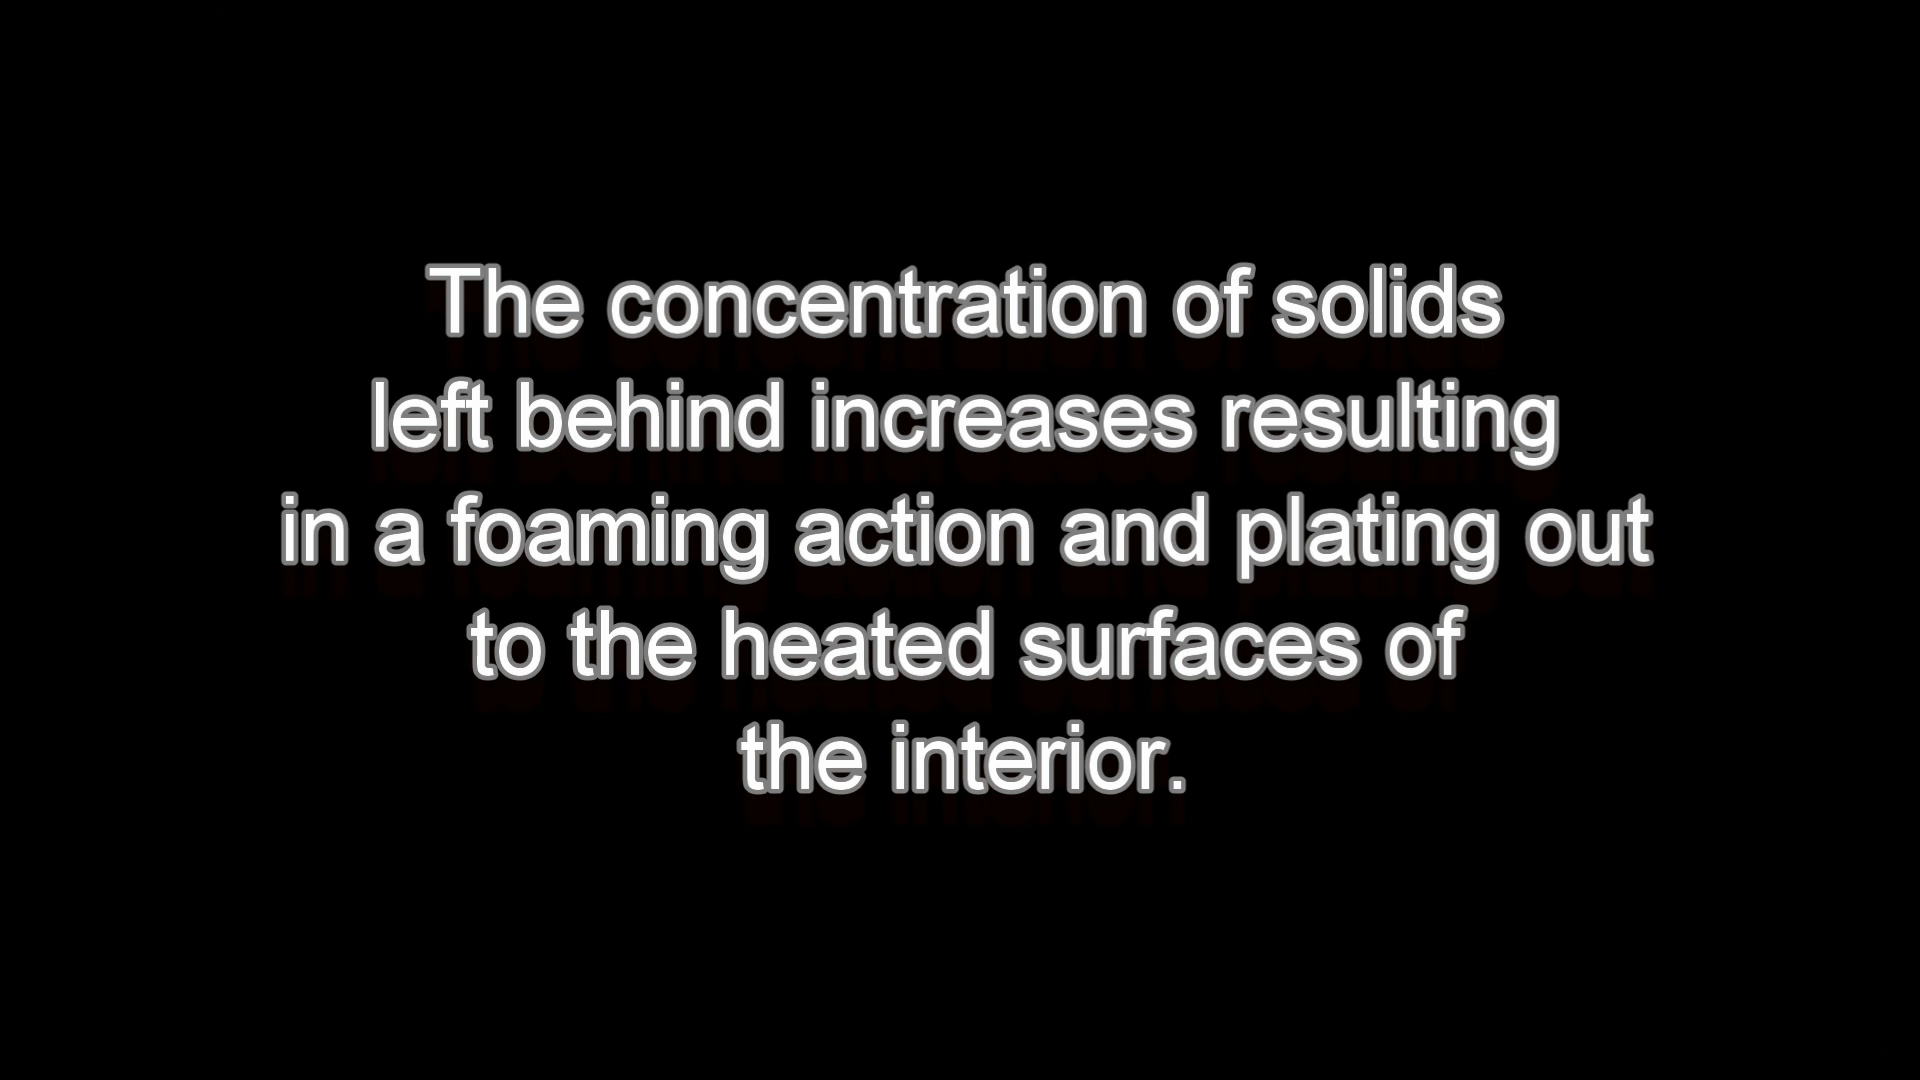 The concentration of solids
left behind increases resulting
in a foaming action and plating out
to the heated surfaces of
the interior.